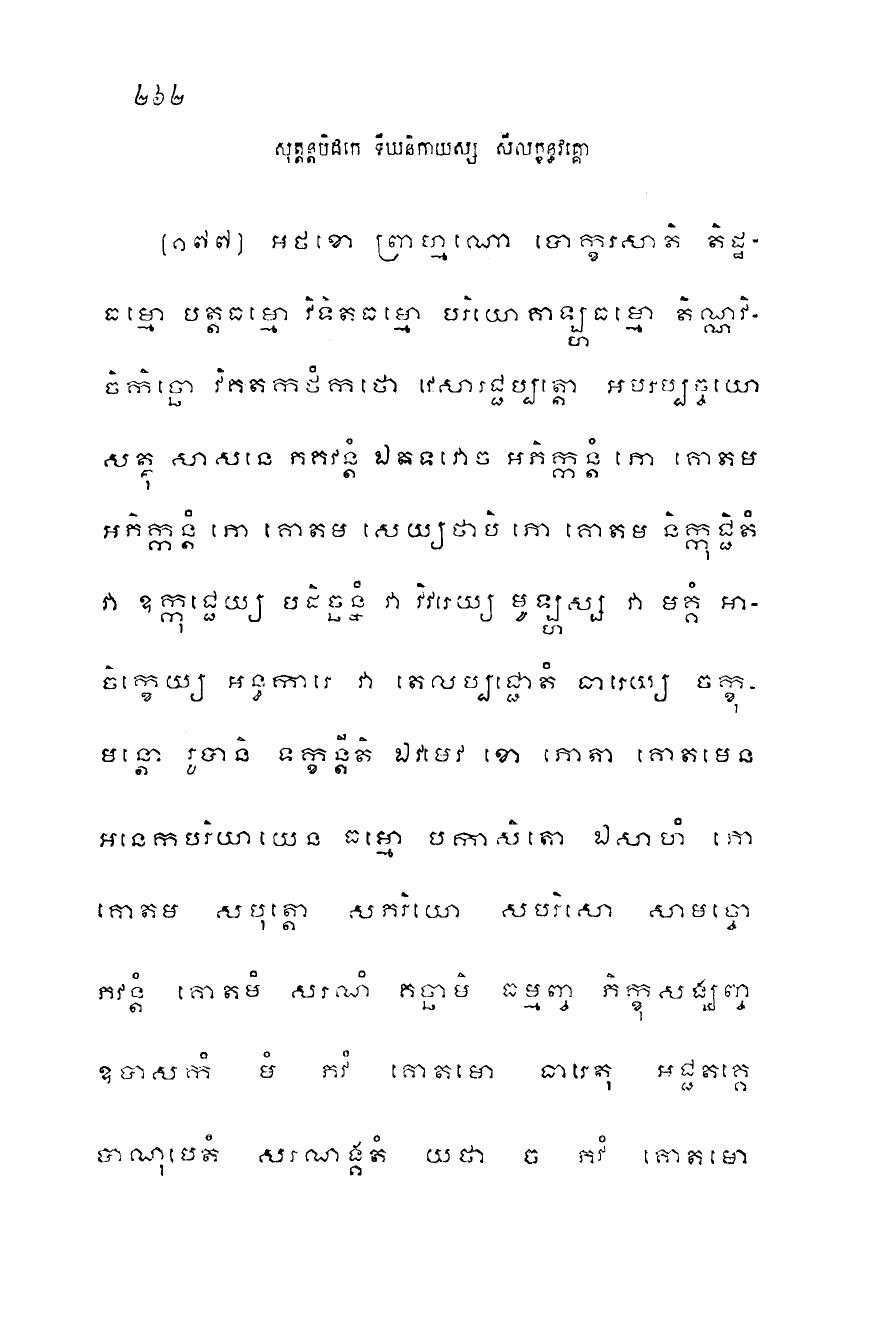 ២៦២
សុត្តន្តបិដកេ ទីឃនិកាយស្ស សីលក្ខន្ធវគ្គោ
(១៧៧) អថខោ ព្រាហ្មណោ បោក្ខរសាតិ តិដ្ឋ-
ធម្មោ បត្តធម្មោ វិទិតធម្មោ បរិយោគាឡ្ហធម្មោ តិណ្ណវិ-
ចិកិច្ឆោ វិគតកថំកថោ វេសារជ្ជប្បត្តោ អបរប្បច្ចយោ
សត្ថុ សាសនេ ភគវន្តំ ឯតទវោច អភិក្កន្តំ ភោ គោតម
អភិក្កន្តំ ភោ គោតម សេយ្យថាបិ ភោ គោតម និក្កុជ្ជិតំ
វា ឧក្កុជ្ជេយ្យ បដិច្ឆន្នំ វា វិវរេយ្យ មូឡ្ហស្ស វា មគ្គំ អា-
ចិក្ខេយ្យ អន្ធការេ វា តេលប្បជ្ជោតំ ធារេយ្យ ចក្ខុ-
មន្តោ រូបានិ ទក្ខន្តីតិ ឯវមេវ ខោ ភោតា គោតមេន
អនេកបរិយាយេន ធម្មោ បកាសិតោ ឯសាហំ ភោ
គោតម សបុត្តោ សភរិយោ សបរិសោ សាមច្ចោ
ភវន្តំ គោតមំ សរណំ គច្ឆាមិ ធម្មញ្ច ភិក្ខុសង្ឃញ្ច
ឧបាសកំ មំ ភវំ គោតមោ ធារេតុ អជ្ជតគ្គេ
បាណុបេតំ សរណង្គតំ យថា ច ភវំ គោតមោ